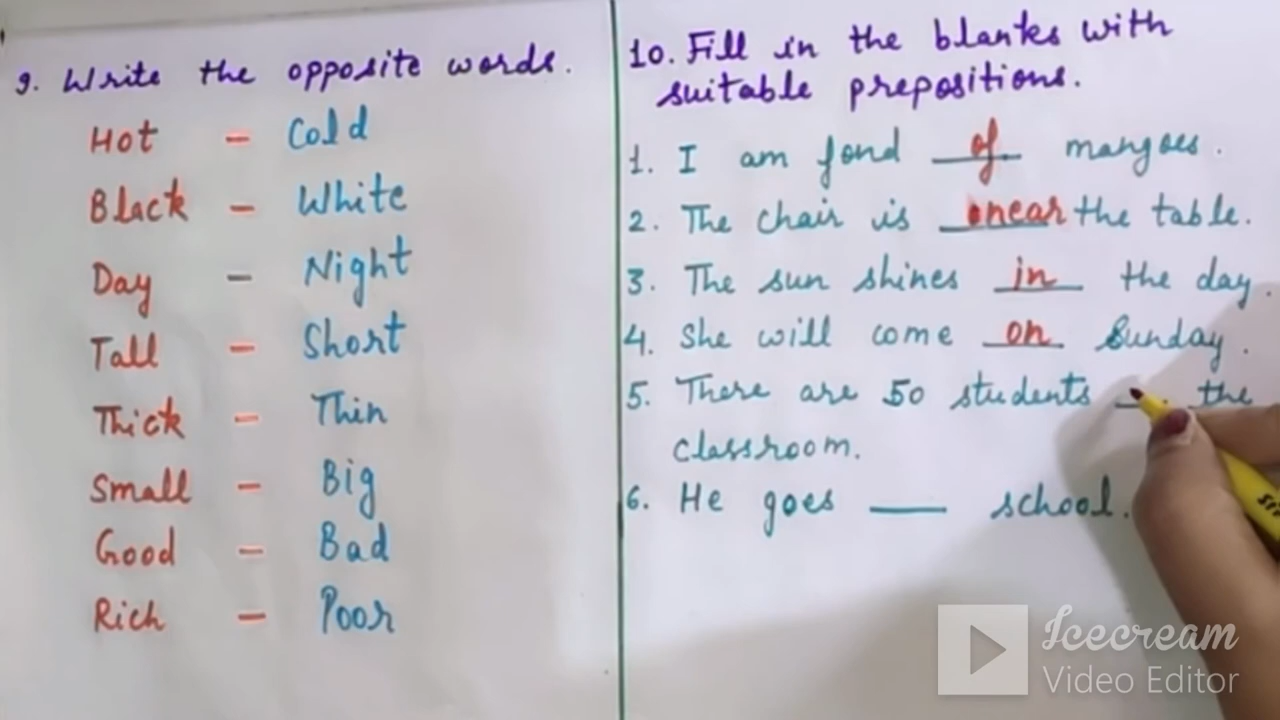 9. Write the opposite words.
Hot - Cold
Black - White
Day - Night
Tall - Short
Thick - Thin
Small - Big
Good - Bad
Rich - Poor
10. Fill in the blanks with
suitable prepositions.
1. I am fond of mangoes.
2. The chair is near the table.
3. The sun shines in the day.
4. She will come on Sunday.
5. There are 50 students __ the
classroom.
6. He goes ___ school.
Icecream
Video Editor